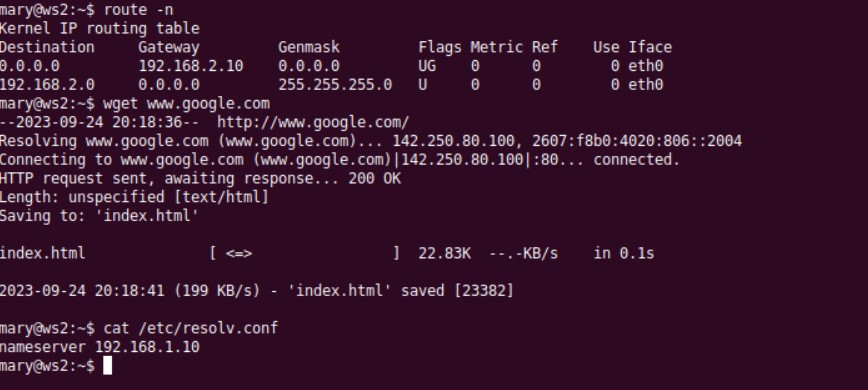 mary@ws2:~$ route -n
Kernel IP routing table
Destination     Gateway         Genmask         Flags Metric Ref    Use Iface
0.0.0.0         192.168.2.10    0.0.0.0         UG    0      0        0 eth0
192.168.2.0     0.0.0.0         255.255.255.0   U     0      0        0 eth0
mary@ws2:~$ wget www.google.com
--2023-09-24 20:18:36--  http://www.google.com/
Resolving www.google.com (www.google.com)... 142.250.80.100, 2607:f8b0:4020:806::2004
Connecting to www.google.com (www.google.com)|142.250.80.100|:80... connected.
HTTP request sent, awaiting response... 200 OK
Length: unspecified [text/html]
Saving to: 'index.html'
index.html              [ <=>                ]  22.83K  --.-KB/s    in 0.1s
2023-09-24 20:18:41 (199 KB/s) - 'index.html' saved [23382]
mary@ws2:~$ cat /etc/resolv.conf
nameserver 192.168.1.10
mary@ws2:~$